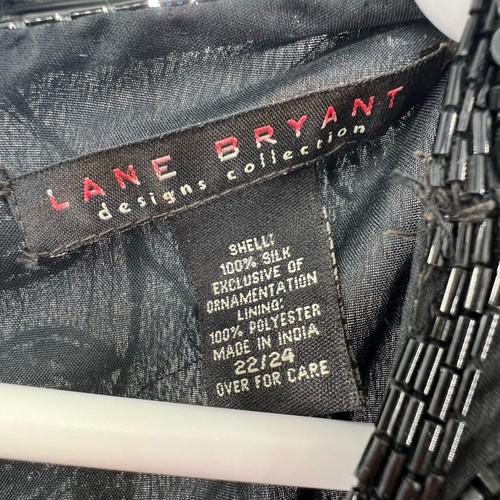 LANE BRYANT
designs collection
SHELL:
100% SILK
EXCLUSIVE OF
ORNAMENTATION
LINING:
100% POLYESTER
MADE IN INDIA
22/24
OVER FOR CARE